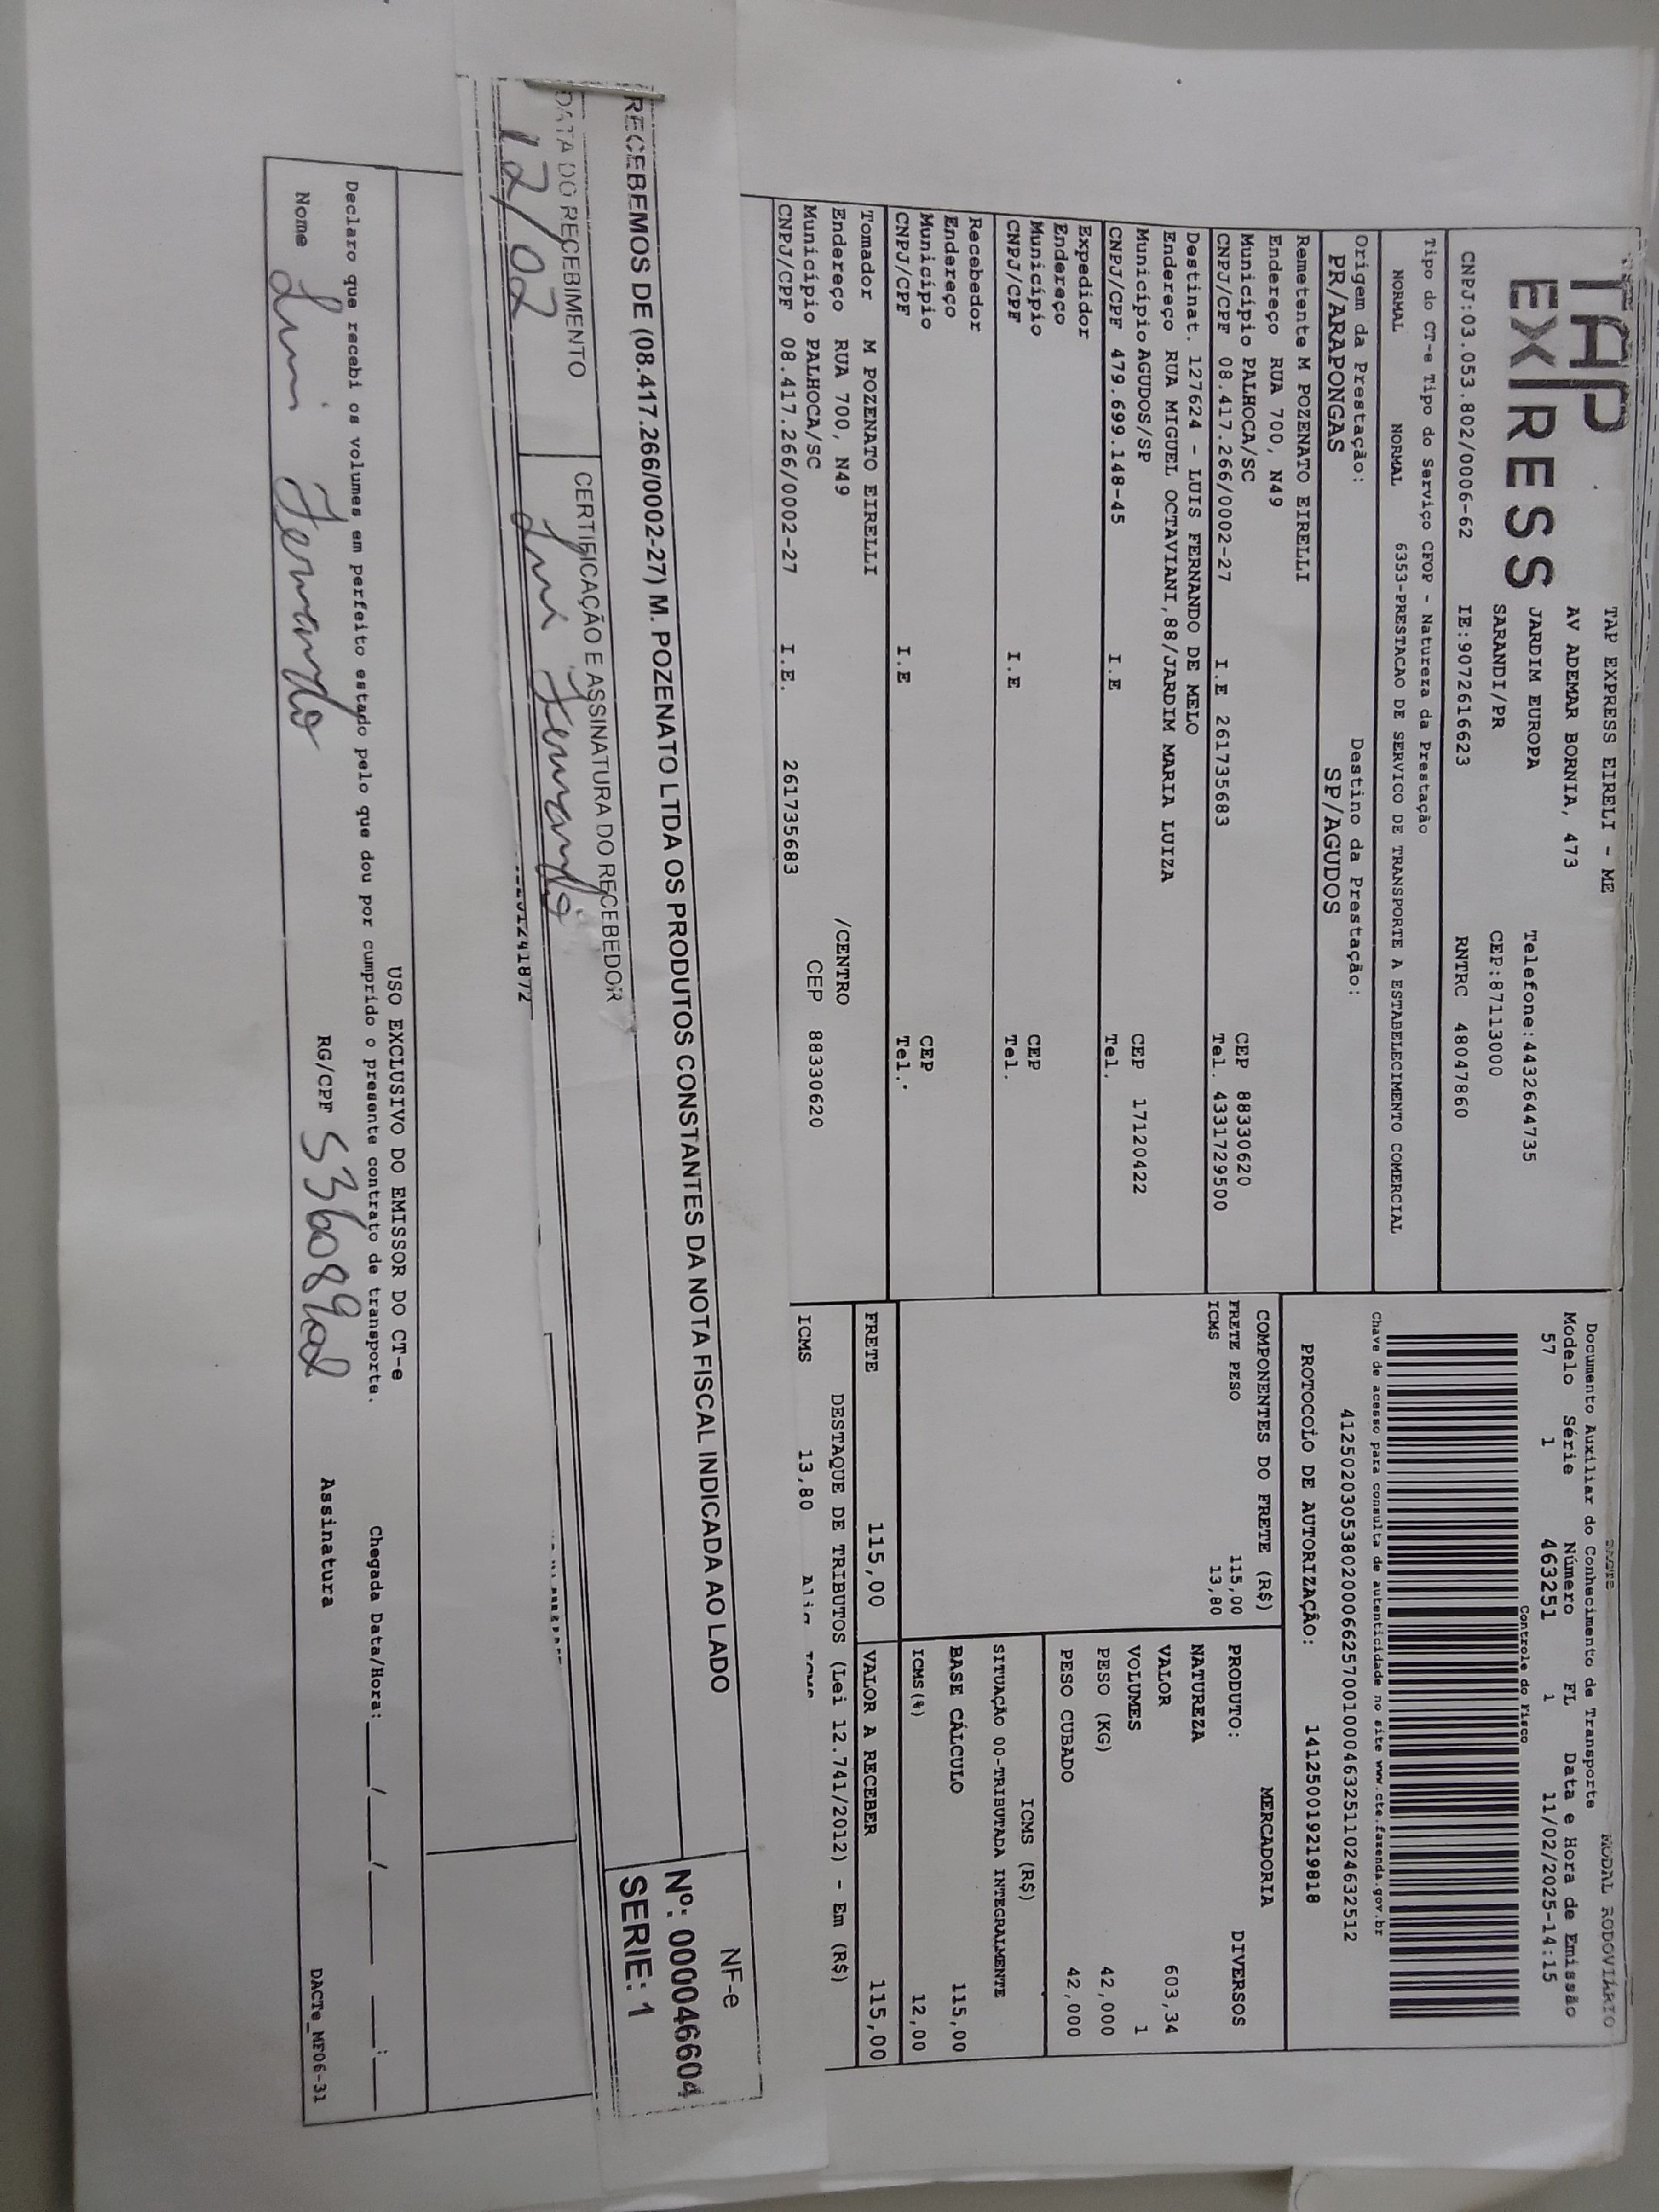 TAP EXPRESS
TAP EXPRESS EIRELI - ME
AV ADEMAR BORNIA, 473
JARDIM EUROPA Telefone:4432644735
SARANDI/PR CEP:87113000
CNPJ:03.053.802/0006-62 IE:9072616623 RNTRC 48047860
Tipo do CT-e Tipo do Serviço CFOP - Natureza da Prestação
NORMAL NORMAL 6353-PRESTACAO DE SERVICO DE TRANSPORTE A ESTABELECIMENTO COMERCIAL
Origem da Prestação: Destino da Prestação:
PR/ARAPONGAS SP/AGUDOS
DACTE MODAL RODOVIÁRIO
Documento Auxiliar do Conhecimento de Transporte
Modelo Série Número FL Data e Hora de Emissão
57 1 463251 1 11/02/2025-14:15
Controle do Fisco
Chave de acesso para consulta de autenticidade no site www.cte.fazenda.gov.br
41250203053802000662570010004632511024632512
PROTOCOLO DE AUTORIZAÇÃO: 141250019219818
Remetente M POZENATO EIRELLI
Endereço RUA 700, N49
Município PALHOCA/SC CEP 88330620
CNPJ/CPF 08.417.266/0002-27 I.E 261735683 Tel. 4331729500
Destinat. 127624 - LUIS FERNANDO DE MELO
Endereço RUA MIGUEL OCTAVIANI,88/JARDIM MARIA LUIZA
Município AGUDOS/SP CEP 17120422
CNPJ/CPF 479.699.148-45 I.E Tel.
Expedidor
Endereço
Município CEP
CNPJ/CPF I.E Tel.
Recebedor
Endereço
Município CEP
CNPJ/CPF I.E Tel.
Tomador M POZENATO EIRELLI
Endereço RUA 700, N49 /CENTRO
Município PALHOCA/SC CEP 88330620
CNPJ/CPF 08.417.266/0002-27 I.E. 261735683
COMPONENTES DO FRETE (R$)
FRETE PESO 115,00
ICMS 13,80
MERCADORIA
PRODUTO: DIVERSOS
NATUREZA
VALOR 603,34
VOLUMES 1
PESO (KG) 42,000
PESO CUBADO 42,000
ICMS (R$)
SITUAÇÃO 00-TRIBUTADA INTEGRALMENTE
BASE CÁLCULO 115,00
ICMS(%) 12,00
FRETE 115,00 VALOR A RECEBER 115,00
DESTAQUE DE TRIBUTOS (Lei 12.741/2012) - Em (R$)
ICMS 13,80
RECEBEMOS DE (08.417.266/0002-27) M. POZENATO LTDA OS PRODUTOS CONSTANTES DA NOTA FISCAL INDICADA AO LADO
NF-e
Nº: 000046604
SERIE: 1
DATA DO RECEBIMENTO CERTIFICAÇÃO E ASSINATURA DO RECEBEDOR
12/02 Luis Fernando
USO EXCLUSIVO DO EMISSOR DO CT-e
Declaro que recebi os volumes em perfeito estado pelo que dou por cumprido o presente contrato de transporte. Chegada Data/Hora:___/___/____ __:__
Nome Luis Fernando RG/CPF Assinatura
DACTe_MF06-31